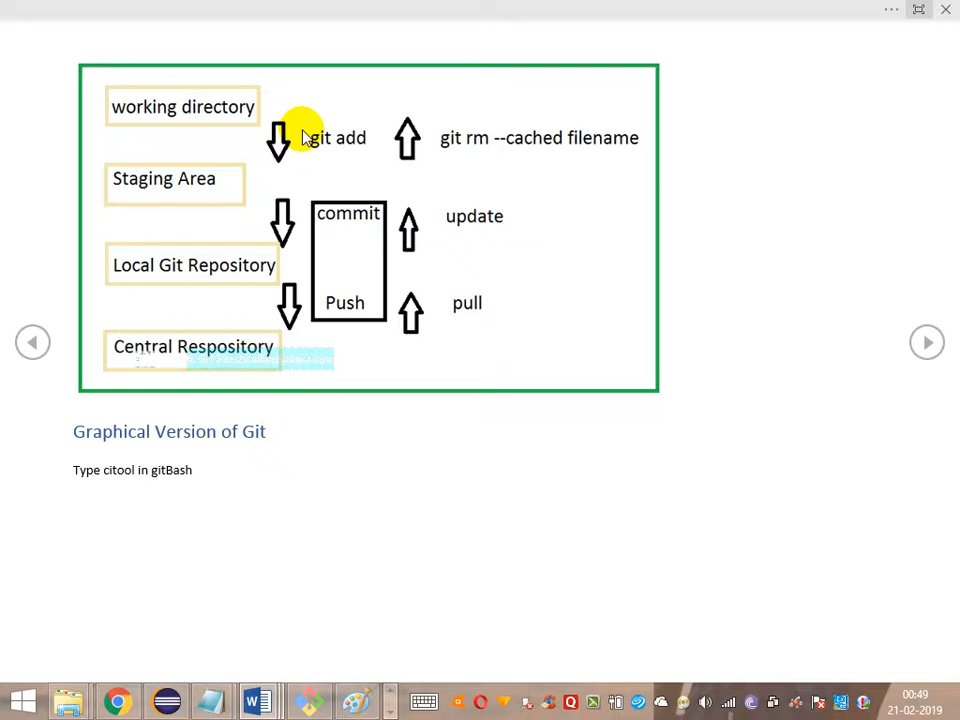 working directory
git add
git rm --cached filename
Staging Area
commit
update
Local Git Repository
Push
pull
Central Respository
Graphical Version of Git
Type citool in gitBash
00:49
21-02-2019